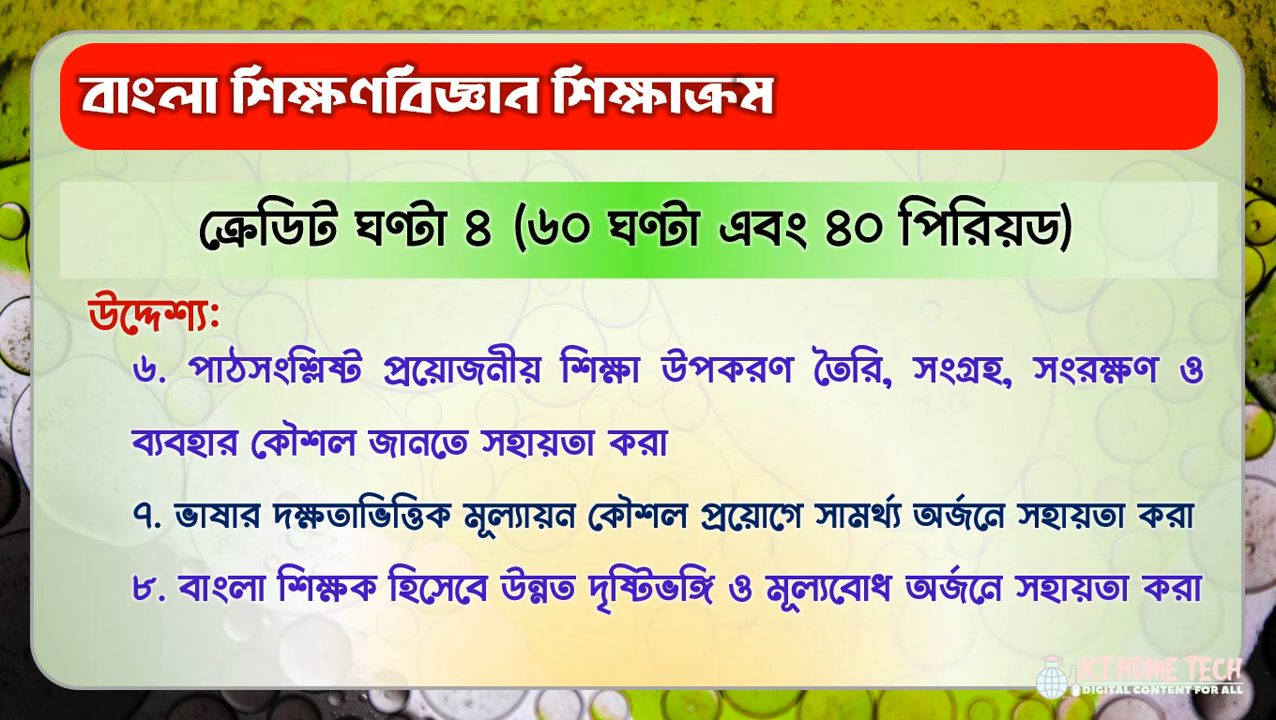 বাংলা শিক্ষণবিজ্ঞান শিক্ষাক্রম
ক্রেডিট ঘণ্টা ৪ (৬০ ঘণ্টা এবং ৪০ পিরিয়ড)
উদ্দেশ্য:
৬. পাঠসংশ্লিষ্ট প্রয়োজনীয় শিক্ষা উপকরণ তৈরি, সংগ্রহ, সংরক্ষণ ও
ব্যবহার কৌশল জানতে সহায়তা করা
৭. ভাষার দক্ষতাভিত্তিক মূল্যায়ন কৌশল প্রয়োগে সামর্থ্য অর্জনে সহায়তা করা
৮. বাংলা শিক্ষক হিসেবে উন্নত দৃষ্টিভঙ্গি ও মূল্যবোধ অর্জনে সহায়তা করা
ICT HOME TECH
DIGITAL CONTENT FOR ALL